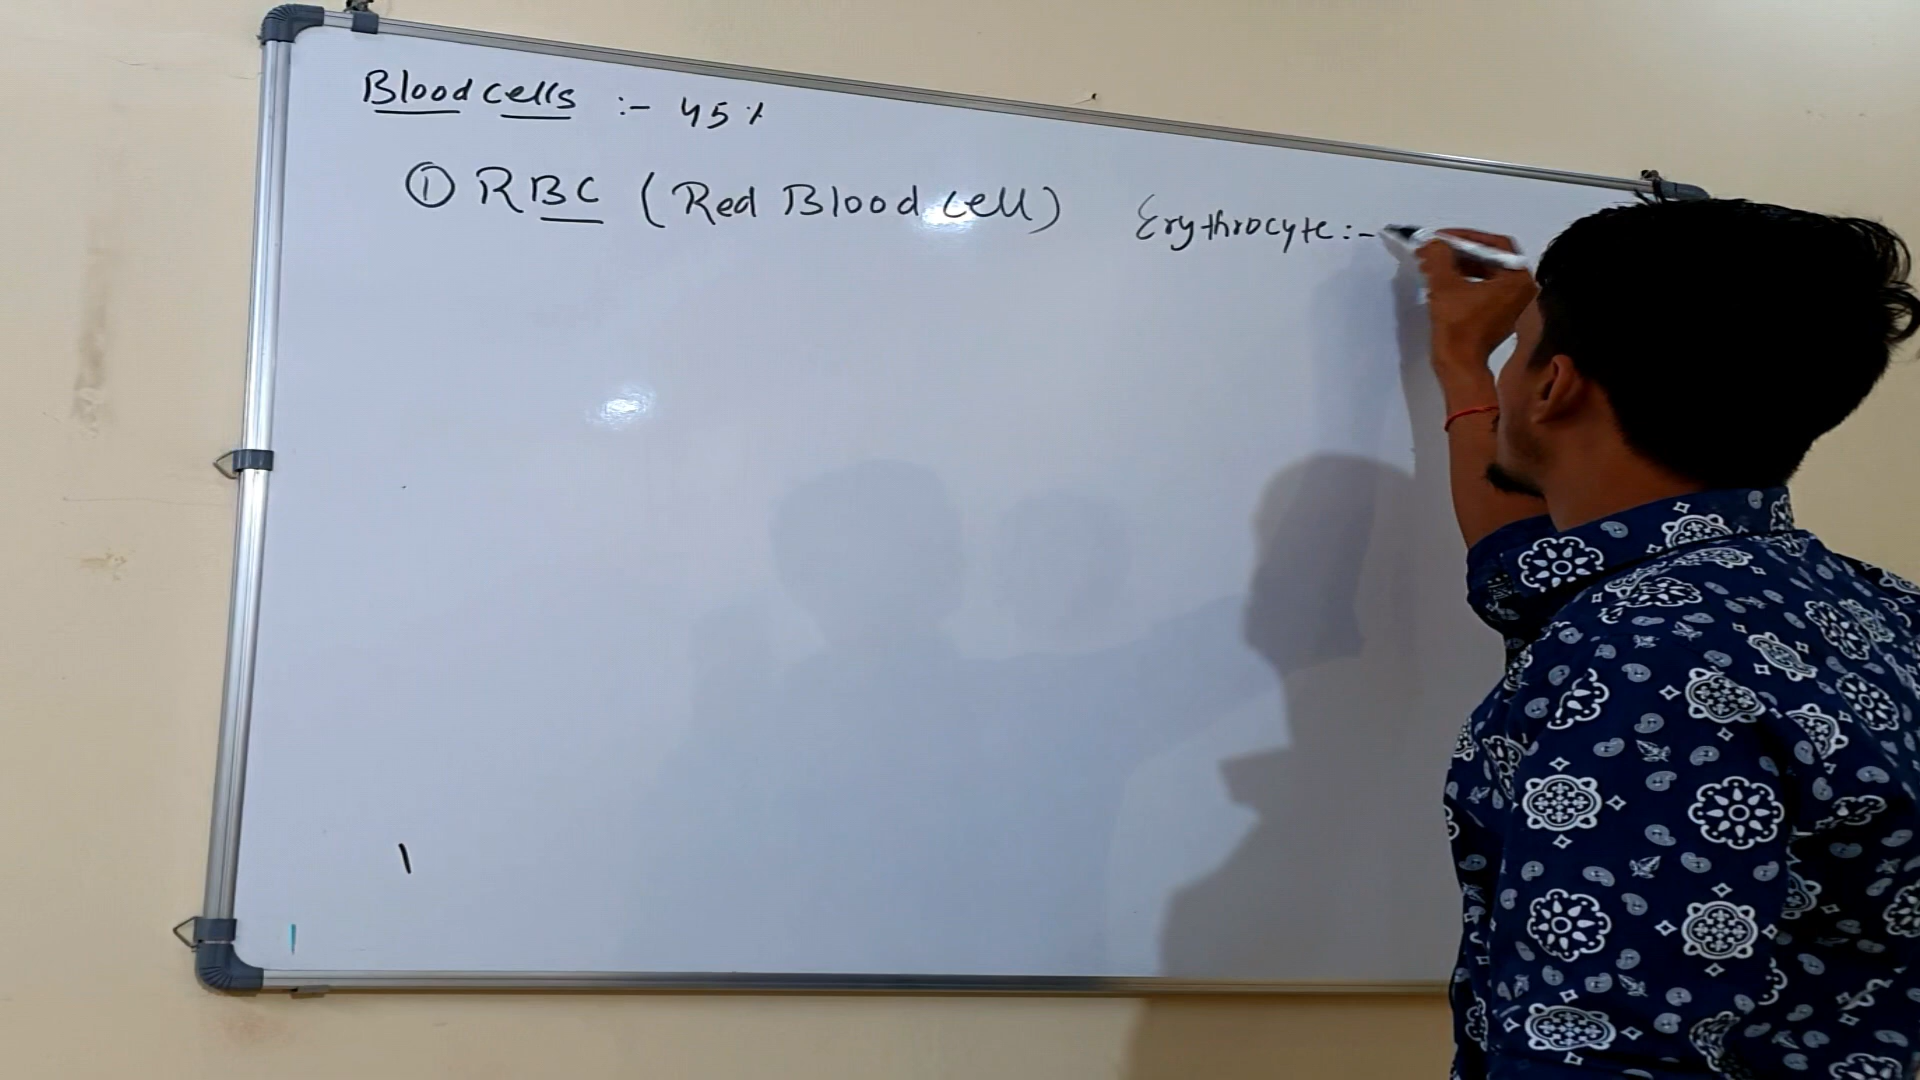 Blood cells :- 45%
① RBC (Red Blood cell) Erythrocyte :-